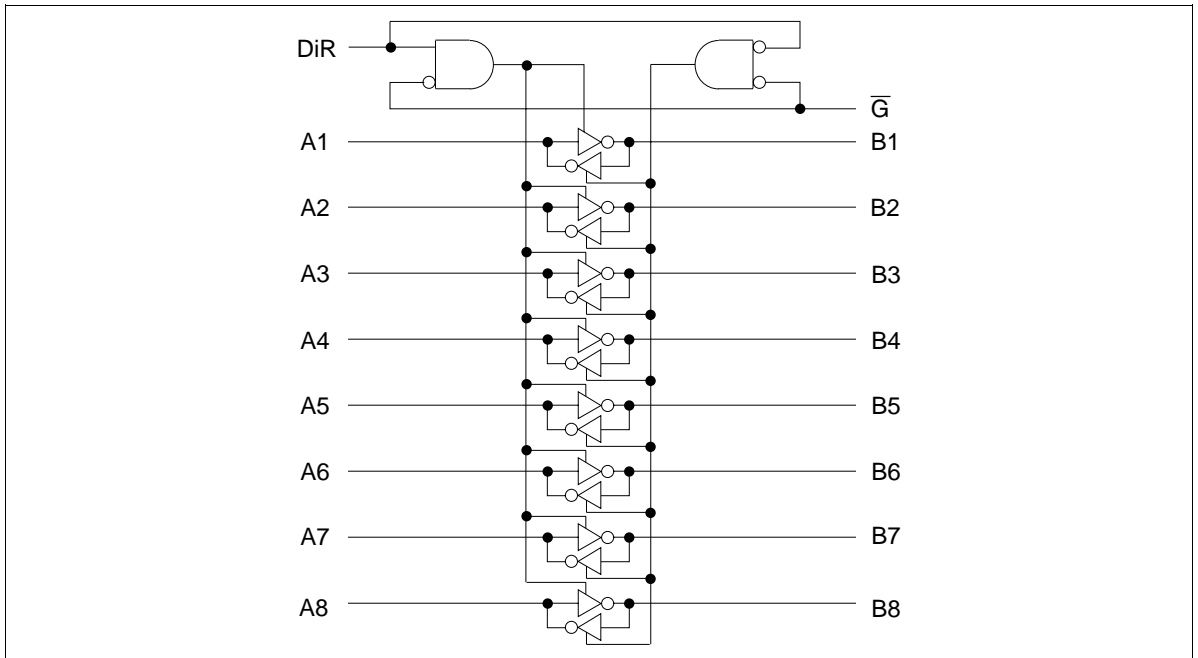 DiR
G̅
A1 B1
A2 B2
A3 B3
A4 B4
A5 B5
A6 B6
A7 B7
A8 B8